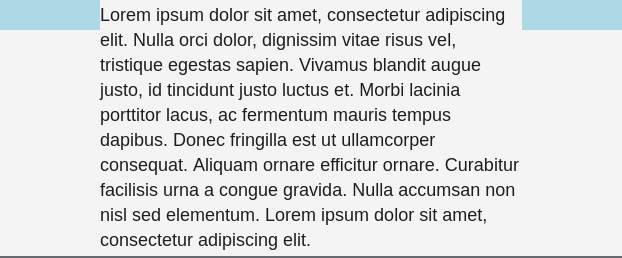 Lorem ipsum dolor sit amet, consectetur adipiscing
elit. Nulla orci dolor, dignissim vitae risus vel,
tristique egestas sapien. Vivamus blandit augue
justo, id tincidunt justo luctus et. Morbi lacinia
porttitor lacus, ac fermentum mauris tempus
dapibus. Donec fringilla est ut ullamcorper
consequat. Aliquam ornare efficitur ornare. Curabitur
facilisis urna a congue gravida. Nulla accumsan non
nisl sed elementum. Lorem ipsum dolor sit amet,
consectetur adipiscing elit.